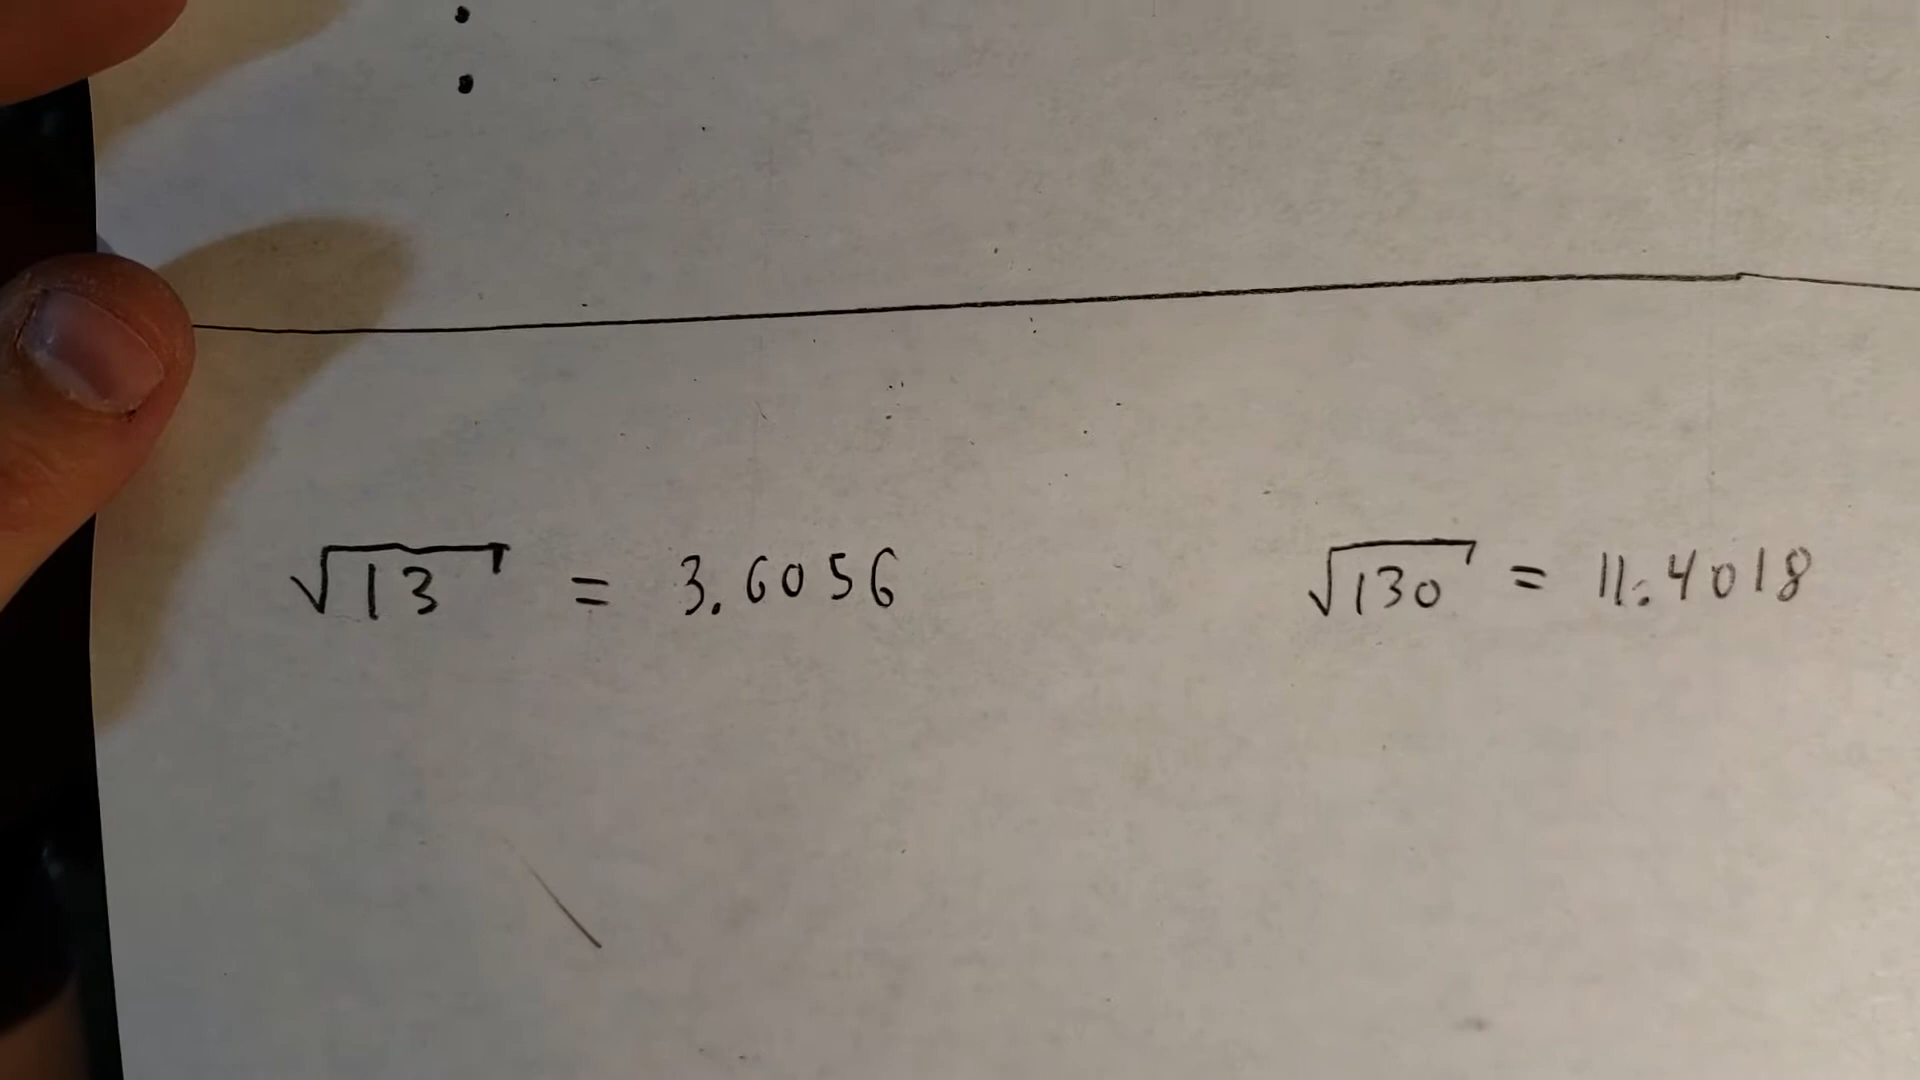 √13 = 3.6056 √130 = 11.4018